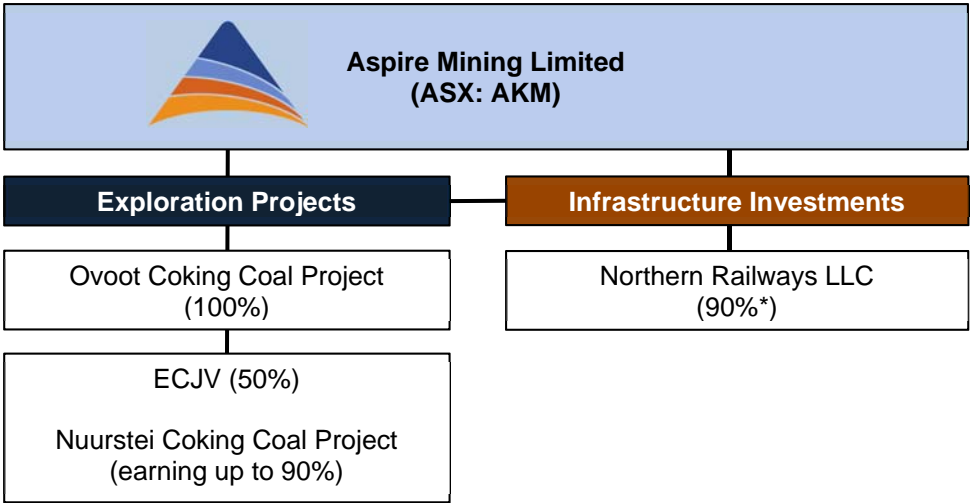 Aspire Mining Limited
(ASX: AKM)
Exploration Projects
Infrastructure Investments
Ovoot Coking Coal Project
(100%)
Northern Railways LLC
(90%*)
ECJV (50%)
Nuurstei Coking Coal Project
(earning up to 90%)